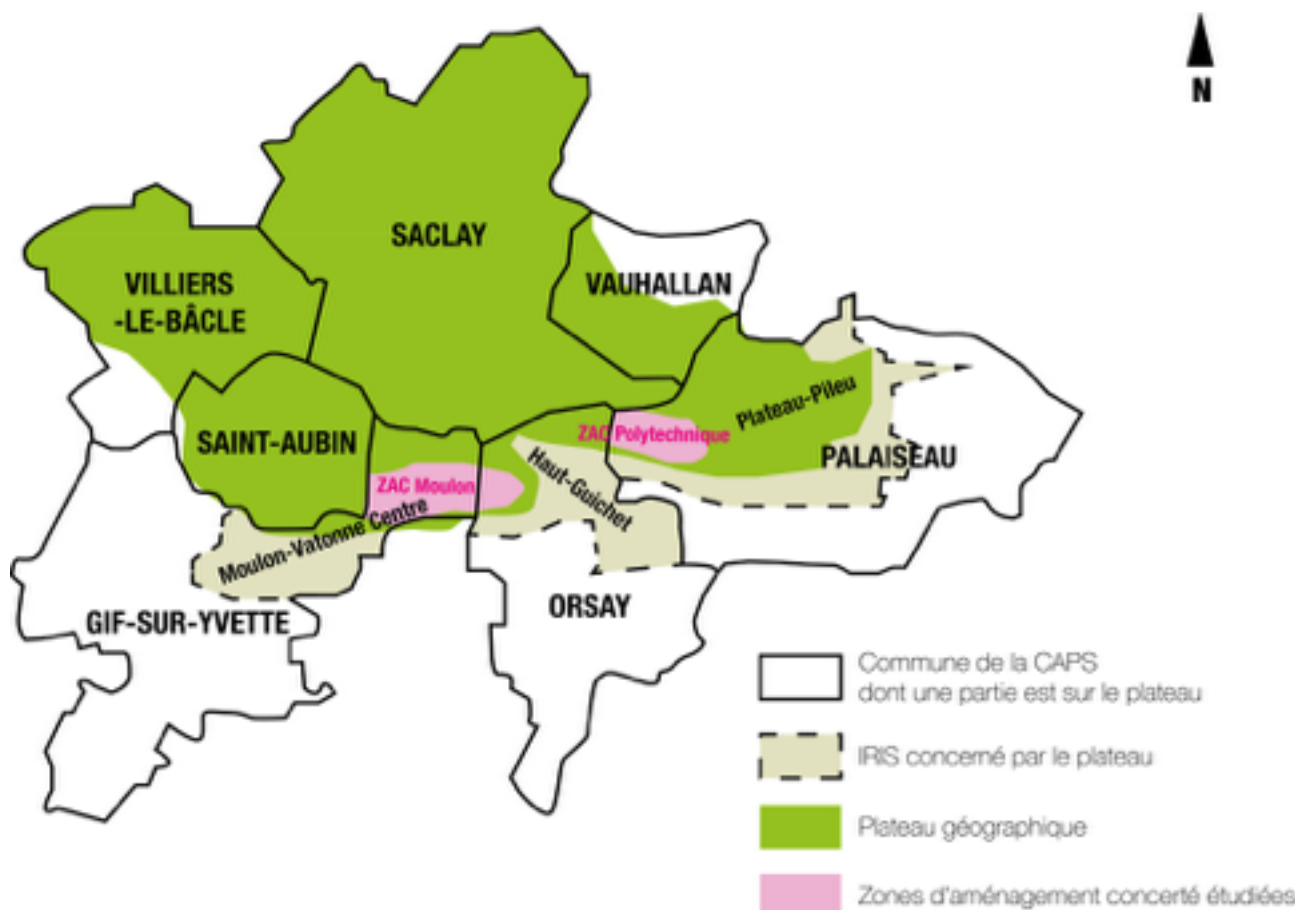 N
SACLAY
VILLIERS
-LE-BÂCLE
VAUHALLAN
SAINT-AUBIN
Plateau-Pileu
ZAC Polytechnique
PALAISEAU
Haut-Guichet
ZAC Moulon
Moulon-Vatonne Centre
GIF-SUR-YVETTE
ORSAY
Commune de la CAPS
dont une partie est sur le plateau
IRIS concerné par le plateau
Plateau géographique
Zones d'aménagement concerté étudiées